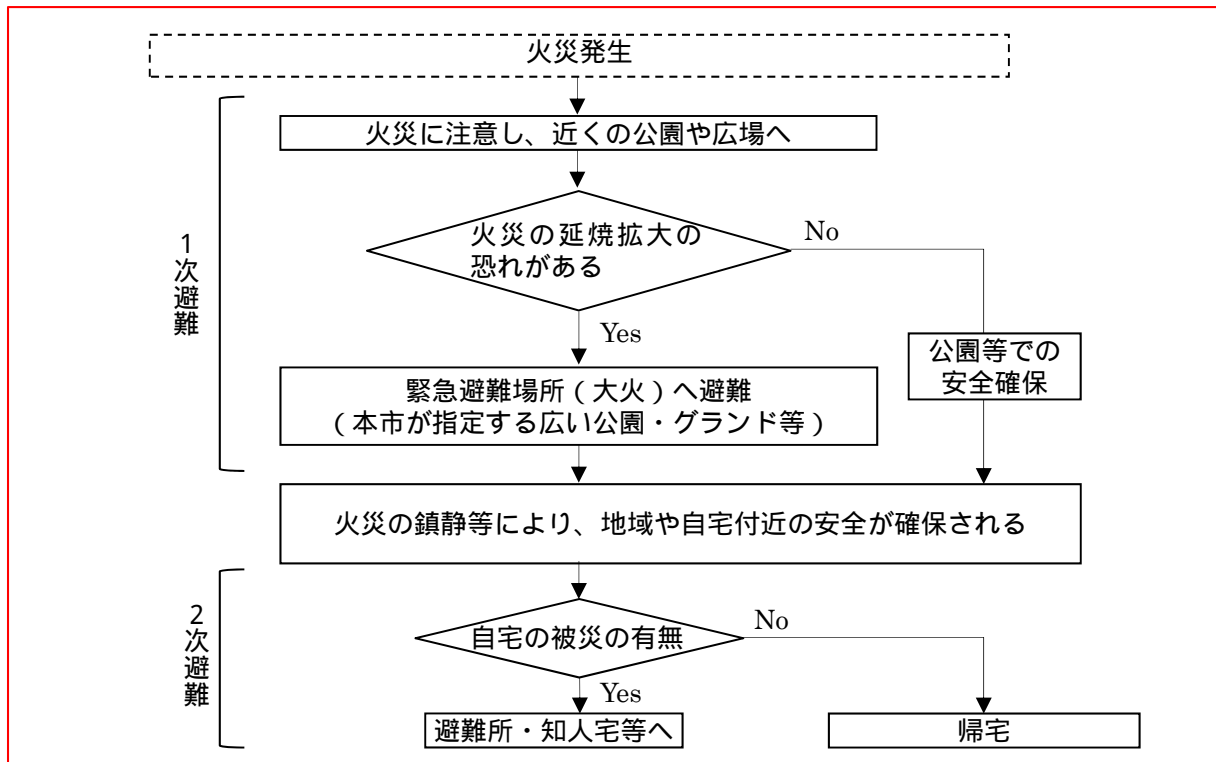 火災発生
火災に注意し、近くの公園や広場へ
1次避難
火災の延焼拡大の
恐れがある
No
Yes
公園等での
安全確保
緊急避難場所(大火)へ避難
(本市が指定する広い公園・グランド等)
火災の鎮静等により、地域や自宅付近の安全が確保される
2次避難
自宅の被災の有無
No
Yes
避難所・知人宅等へ
帰宅